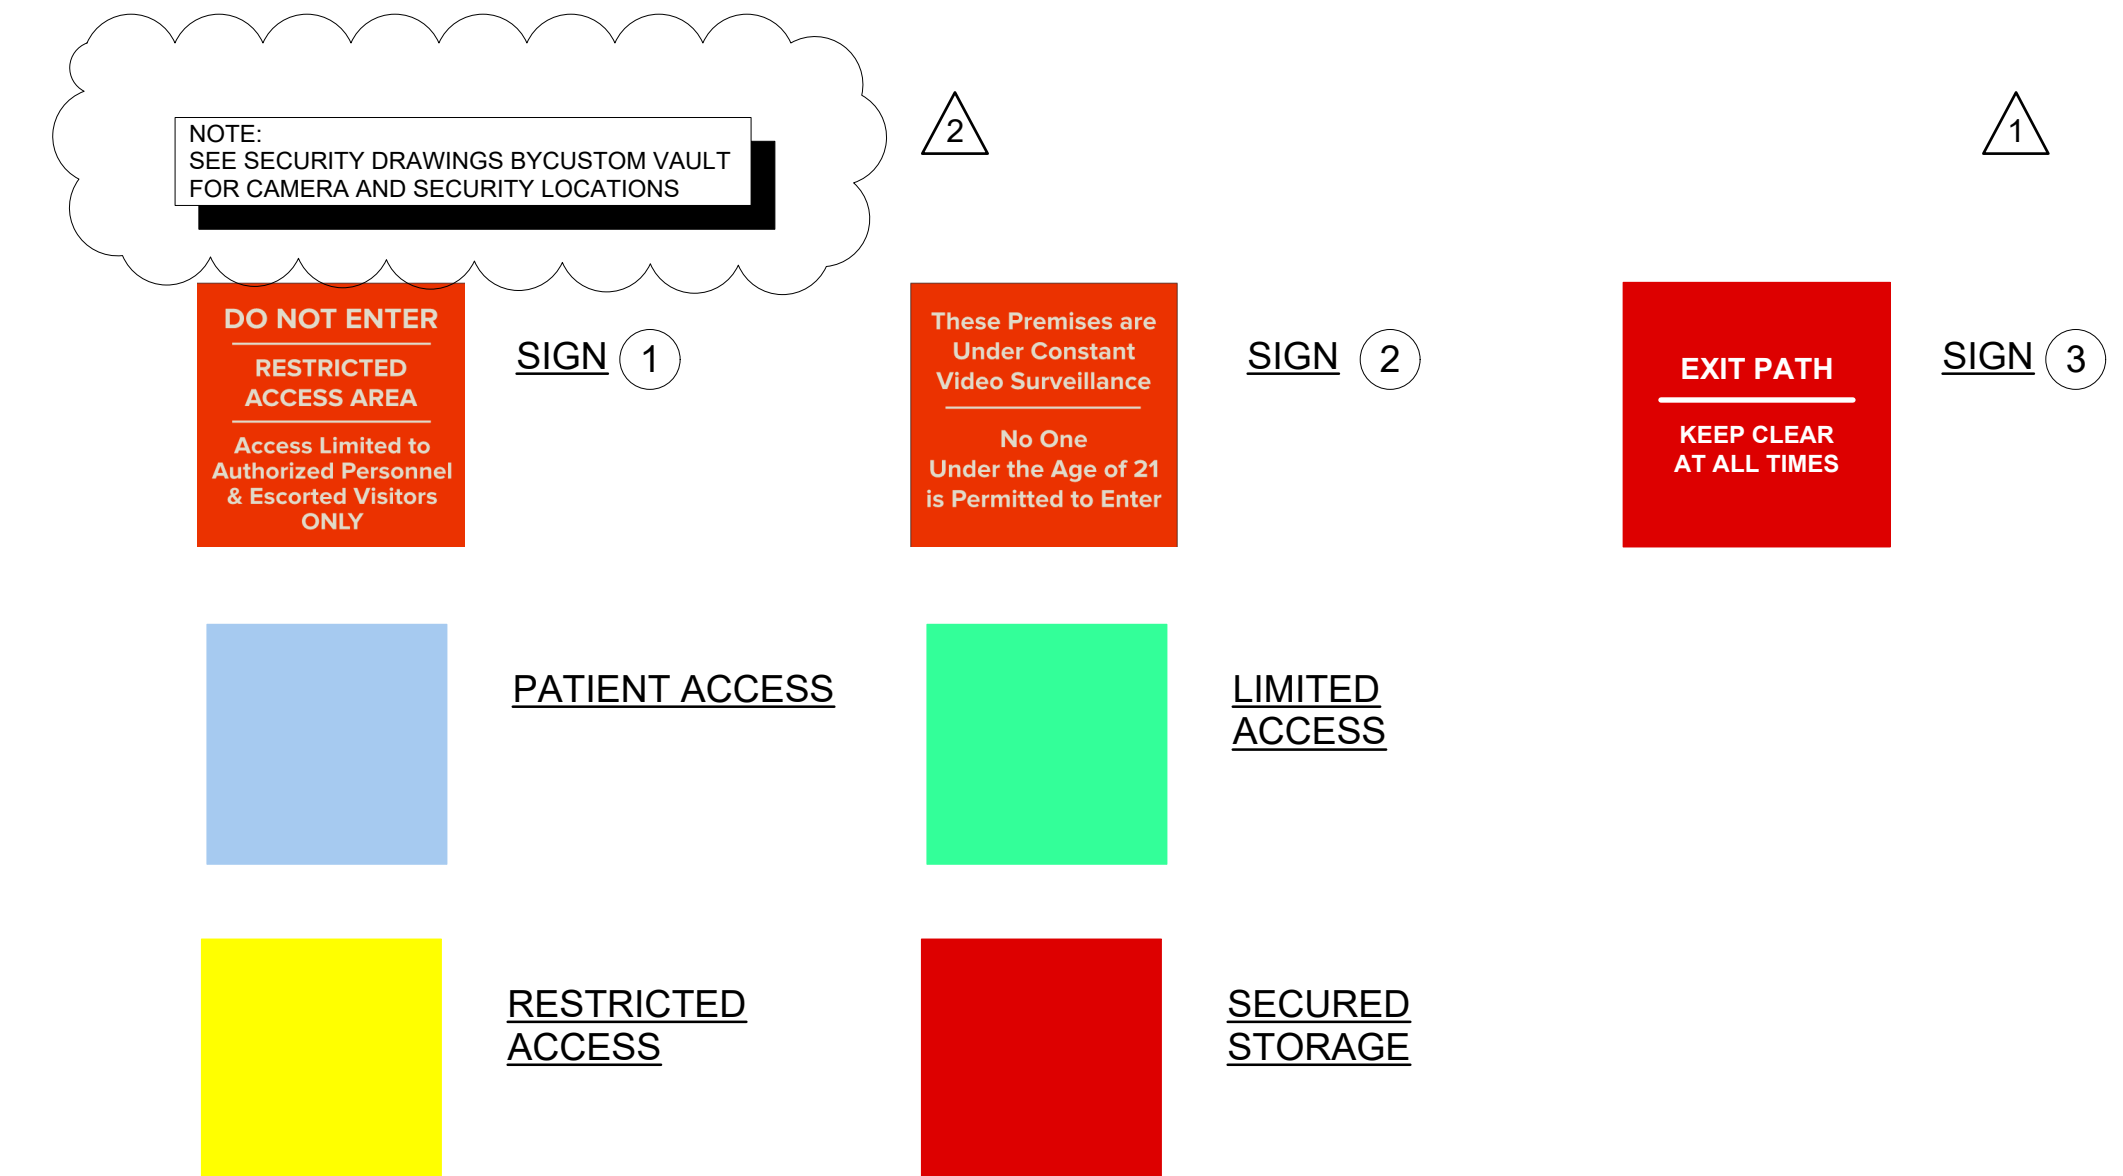 NOTE:
SEE SECURITY DRAWINGS BYCUSTOM VAULT
FOR CAMERA AND SECURITY LOCATIONS
2
1
DO NOT ENTER
RESTRICTED
ACCESS AREA
Access Limited to
Authorized Personnel
& Escorted Visitors
ONLY
SIGN 1
These Premises are
Under Constant
Video Surveillance
No One
Under the Age of 21
is Permitted to Enter
SIGN 2
EXIT PATH
KEEP CLEAR
AT ALL TIMES
SIGN 3
PATIENT ACCESS
LIMITED
ACCESS
RESTRICTED
ACCESS
SECURED
STORAGE